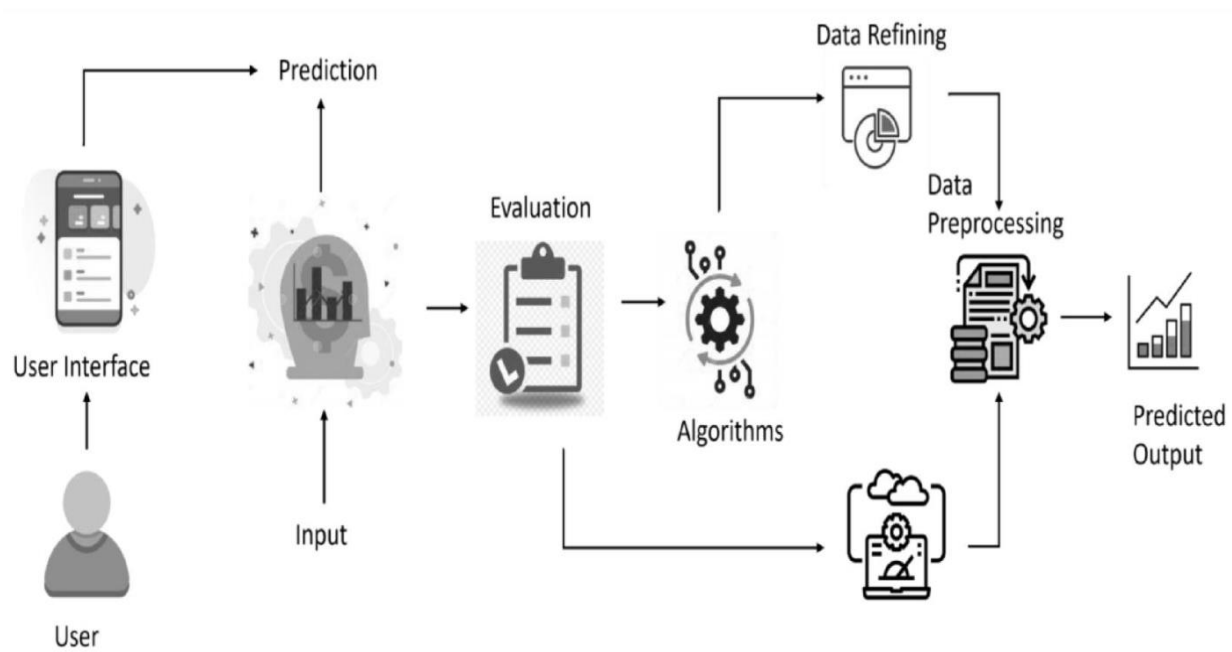 Data Refining
Prediction
Data
Preprocessing
Evaluation
User Interface
Algorithms
Predicted
Output
Input
User